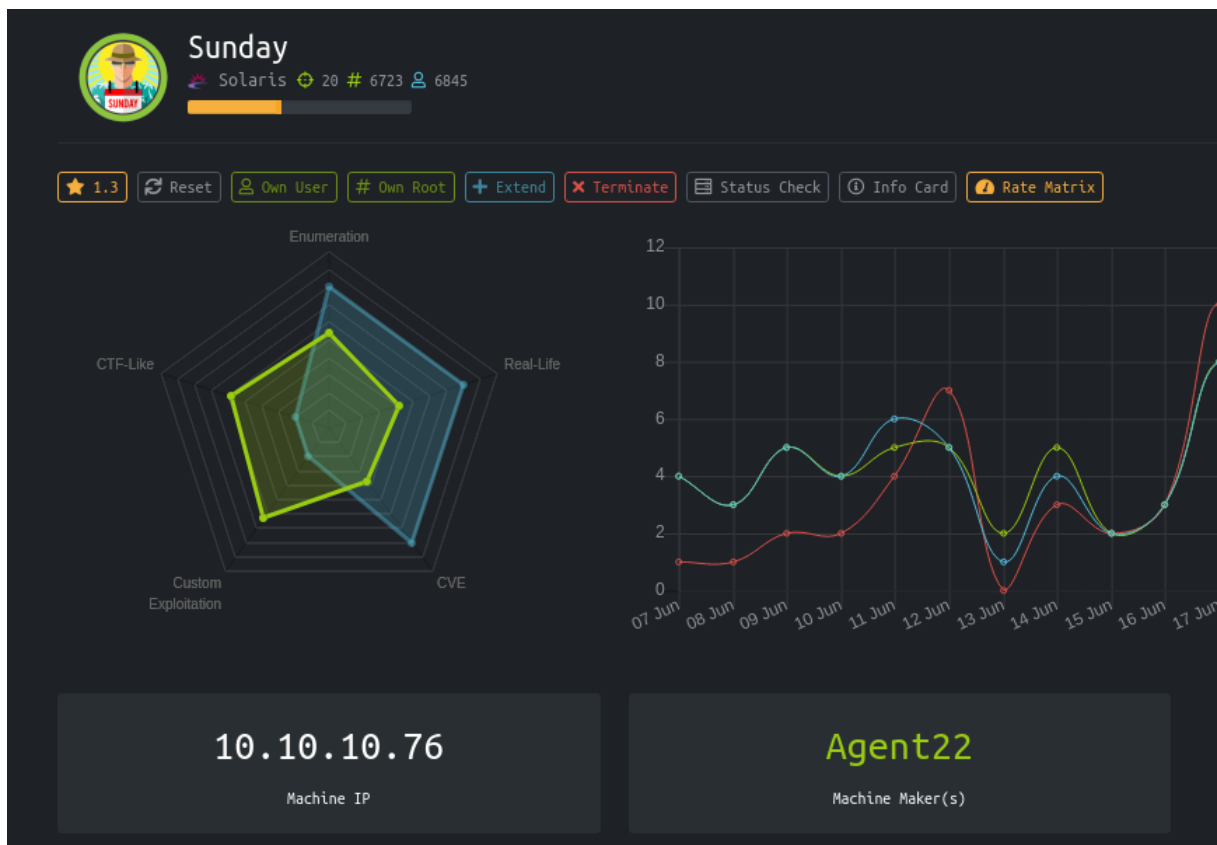 Sunday
SUNDAY
Solaris 20 # 6723 6845
1.3 Reset Own User # Own Root Extend Terminate Status Check Info Card Rate Matrix
Enumeration
CTF-Like
Real-Life
Custom
Exploitation
CVE
12
10
8
6
4
2
0
07 Jun 08 Jun 09 Jun 10 Jun 11 Jun 12 Jun 13 Jun 14 Jun 15 Jun 16 Jun 17 Jun
10.10.10.76
Machine IP
Agent22
Machine Maker(s)